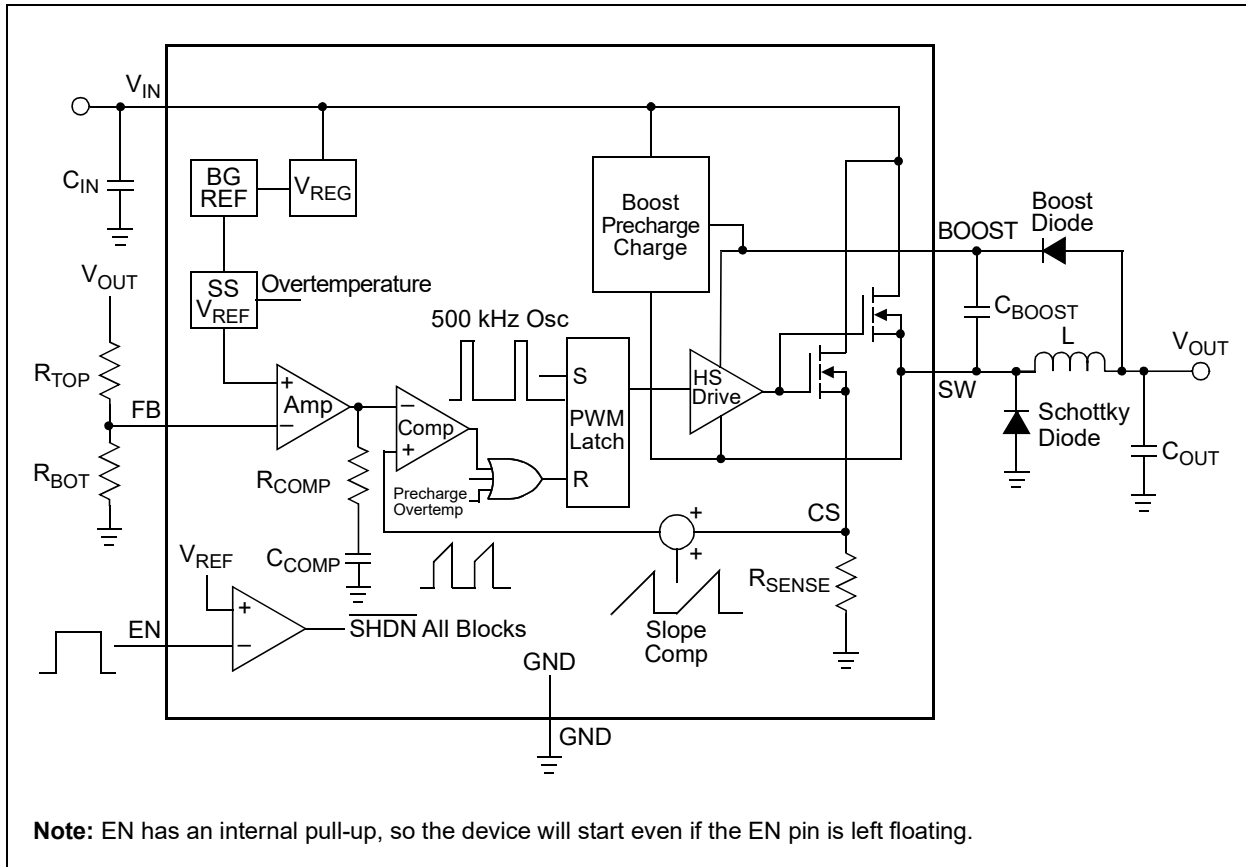 VIN
CIN
BG
REF
VREG
Boost
Precharge
Charge
BOOST
Boost
Diode
VOUT
SS
VREF
Overtemperature
500 kHz Osc
CBOOST
L
VOUT
RTOP
FB
+
Amp
−
−
Comp
+
S
PWM
Latch
R
HS
Drive
SW
Schottky
Diode
COUT
RBOT
RCOMP
Precharge
Overtemp
CS
+
+
CCOMP
RSENSE
VREF
+
−
EN
SHDN All Blocks
Slope
Comp
GND
GND
Note: EN has an internal pull-up, so the device will start even if the EN pin is left floating.